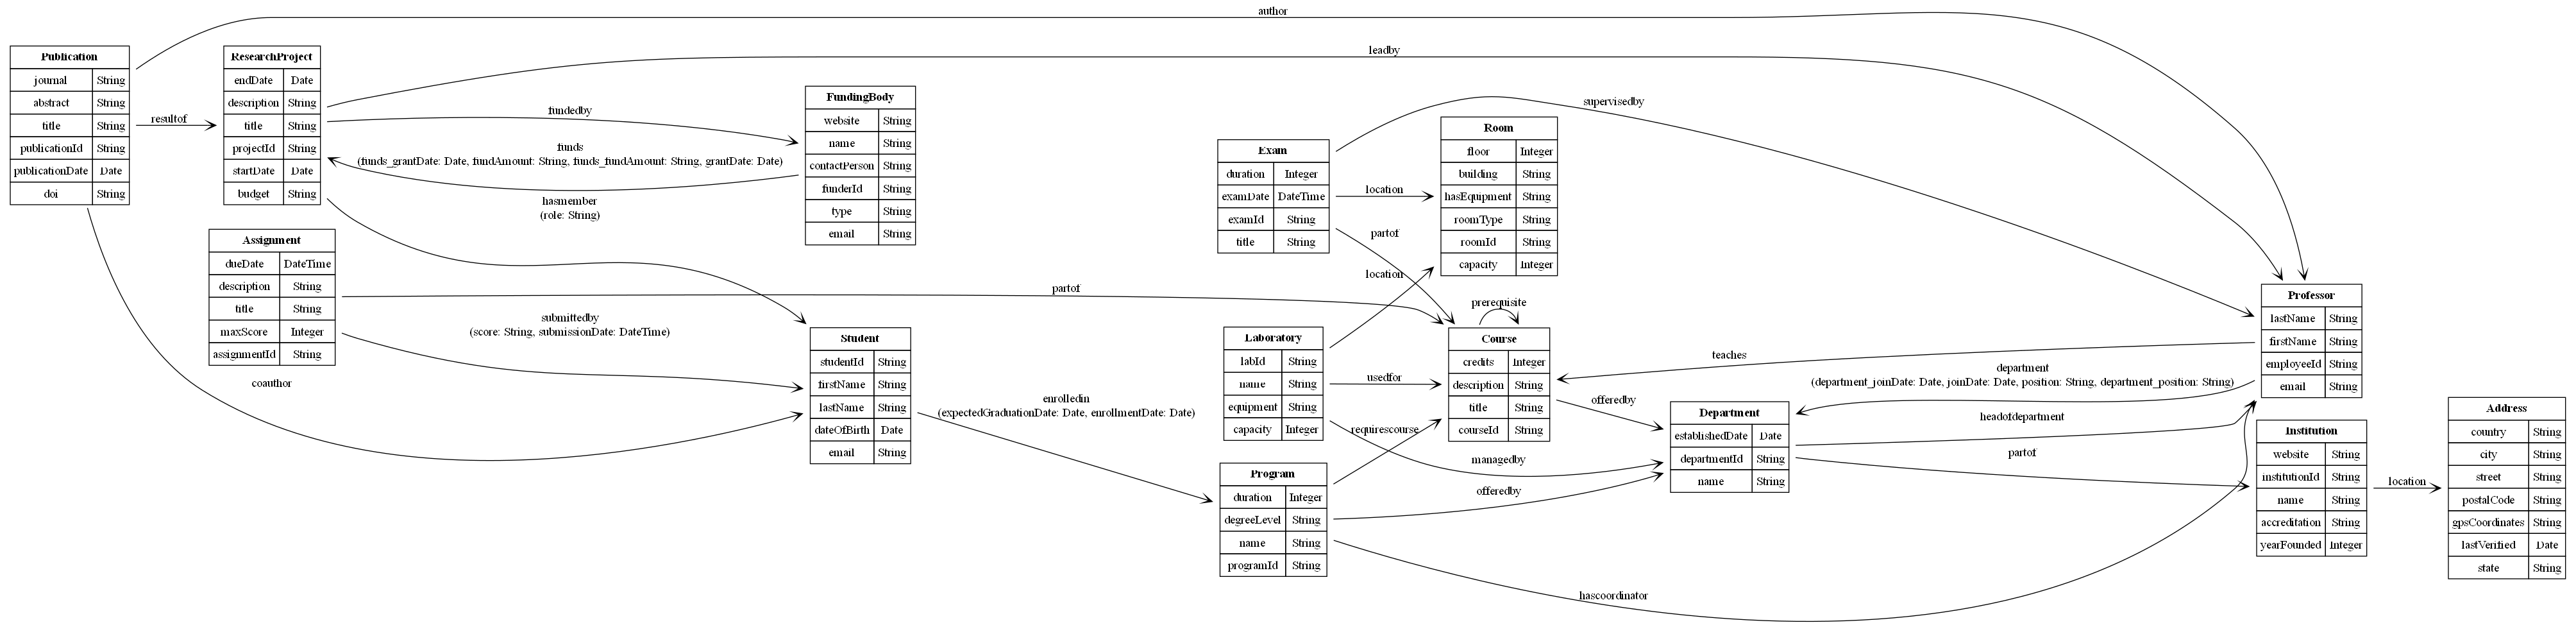 author
leadby
Publication
journal String
abstract String
title String
publicationId String
publicationDate Date
doi String
resultof
ResearchProject
endDate Date
description String
title String
projectId String
startDate Date
budget String
fundedby
funds
(funds_grantDate: Date, fundAmount: String, funds_fundAmount: String, grantDate: Date)
hasmember
(role: String)
FundingBody
website String
name String
contactPerson String
funderId String
type String
email String
Assignment
dueDate DateTime
description String
title String
maxScore Integer
assignmentId String
coauthor
submittedby
(score: String, submissionDate: DateTime)
partof
Student
studentId String
firstName String
lastName String
dateOfBirth Date
email String
enrolledin
(expectedGraduationDate: Date, enrollmentDate: Date)
Exam
duration Integer
examDate DateTime
examId String
title String
supervisedby
location
partof
location
Room
floor Integer
building String
hasEquipment String
roomType String
roomId String
capacity Integer
Laboratory
labId String
name String
equipment String
capacity Integer
usedfor
requirescourse
managedby
offeredby
Program
duration Integer
degreeLevel String
name String
programId String
hascoordinator
prerequisite
Course
credits Integer
description String
title String
courseId String
teaches
offeredby
department
(department_joinDate: Date, joinDate: Date, position: String, department_position: String)
Department
establishedDate Date
departmentId String
name String
headofdepartment
partof
Professor
lastName String
firstName String
employeeId String
email String
Institution
website String
institutionId String
name String
accreditation String
yearFounded Integer
location
Address
country String
city String
street String
postalCode String
gpsCoordinates String
lastVerified Date
state String